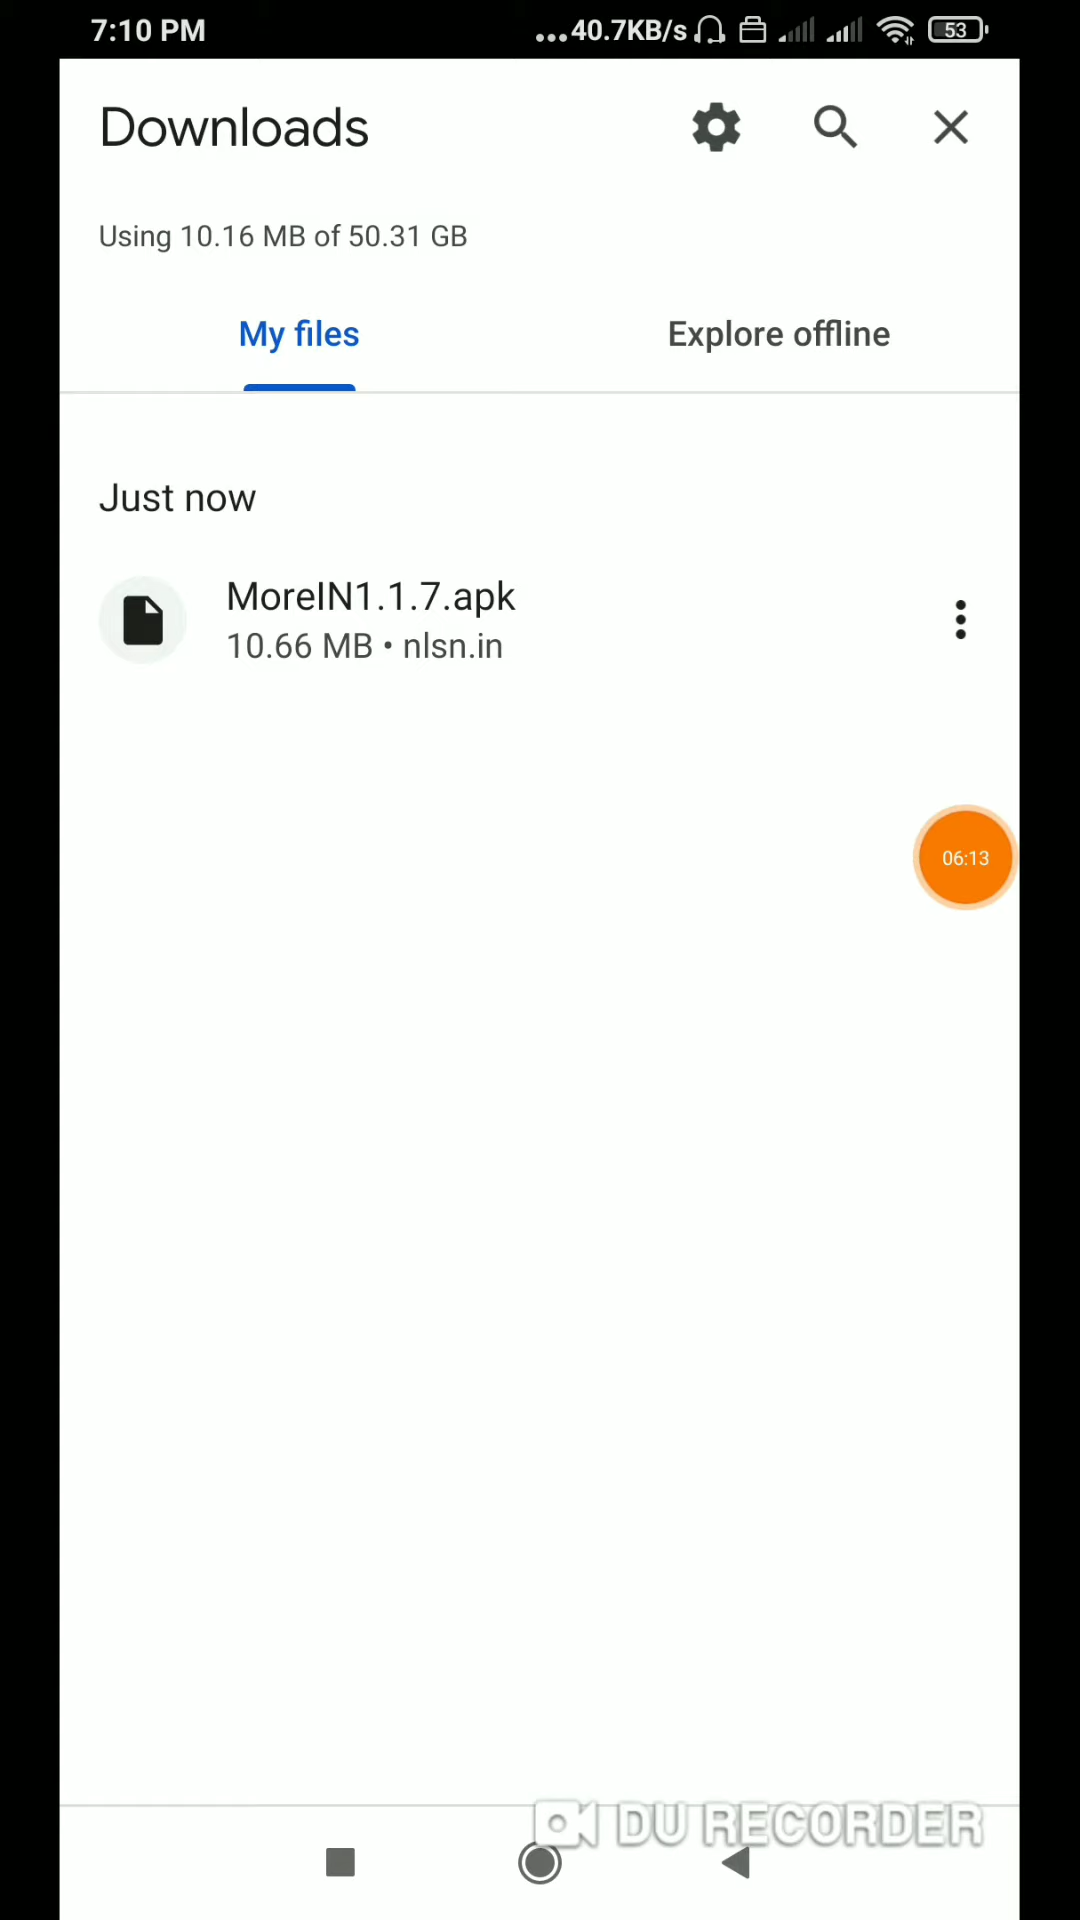 7:10 PM
...40.7KB/s
53
Downloads
Using 10.16 MB of 50.31 GB
My files
Explore offline
Just now
MoreIN1.1.7.apk
10.66 MB • nlsn.in
06:13
DU RECORDER